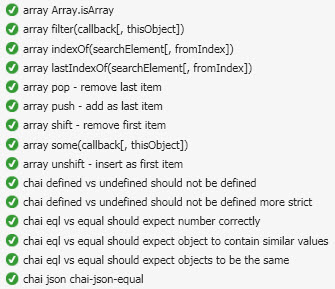 array Array.isArray
array filter(callback[, thisObject])
array indexOf(searchElement[, fromIndex])
array lastIndexOf(searchElement[, fromIndex])
array pop - remove last item
array push - add as last item
array shift - remove first item
array some(callback[, thisObject])
array unshift - insert as first item
chai defined vs undefined should not be defined
chai defined vs undefined should not be defined more strict
chai eql vs equal should expect number correctly
chai eql vs equal should expect object to contain similar values
chai eql vs equal should expect objects to be the same
chai json chai-json-equal